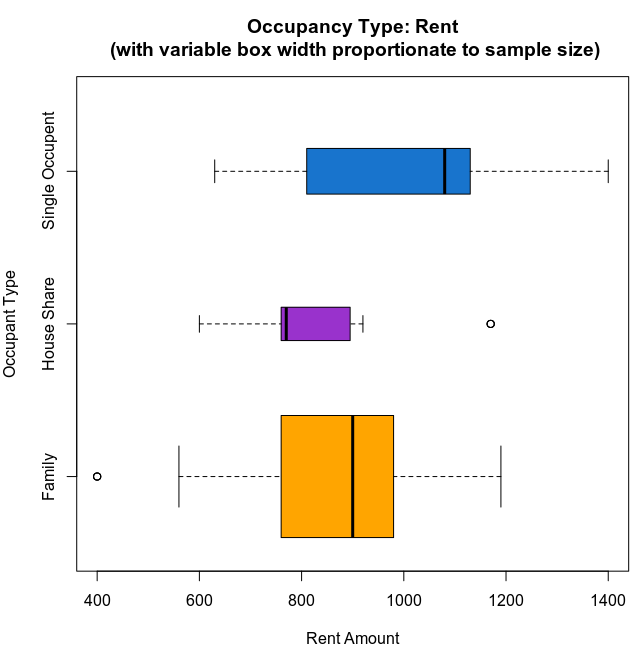 Occupancy Type: Rent
(with variable box width proportionate to sample size)
Single Occupent
House Share
Family
Occupant Type
400 600 800 1000 1200 1400
Rent Amount